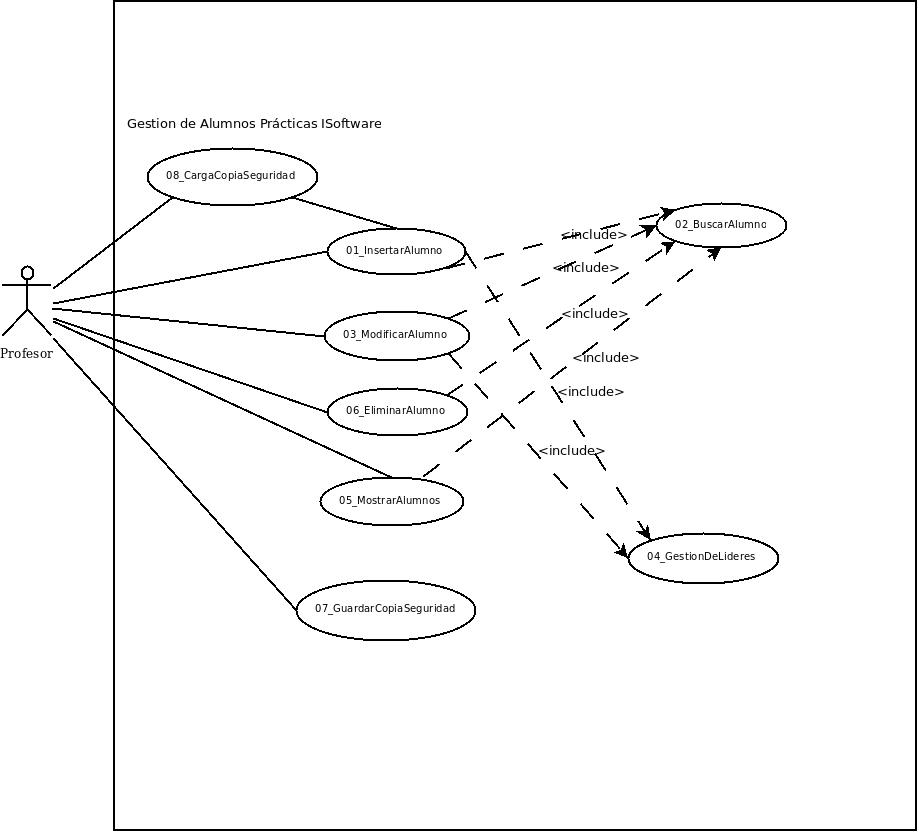 Gestion de Alumnos Prácticas ISoftware
08_CargaCopiaSeguridad
02_BuscarAlumno
<include>
01_InsertarAlumno
<include>
<include>
03_ModificarAlumno
Profesor
<include>
<include>
06_EliminarAlumno
<include>
05_MostrarAlumnos
04_GestionDeLideres
07_GuardarCopiaSeguridad